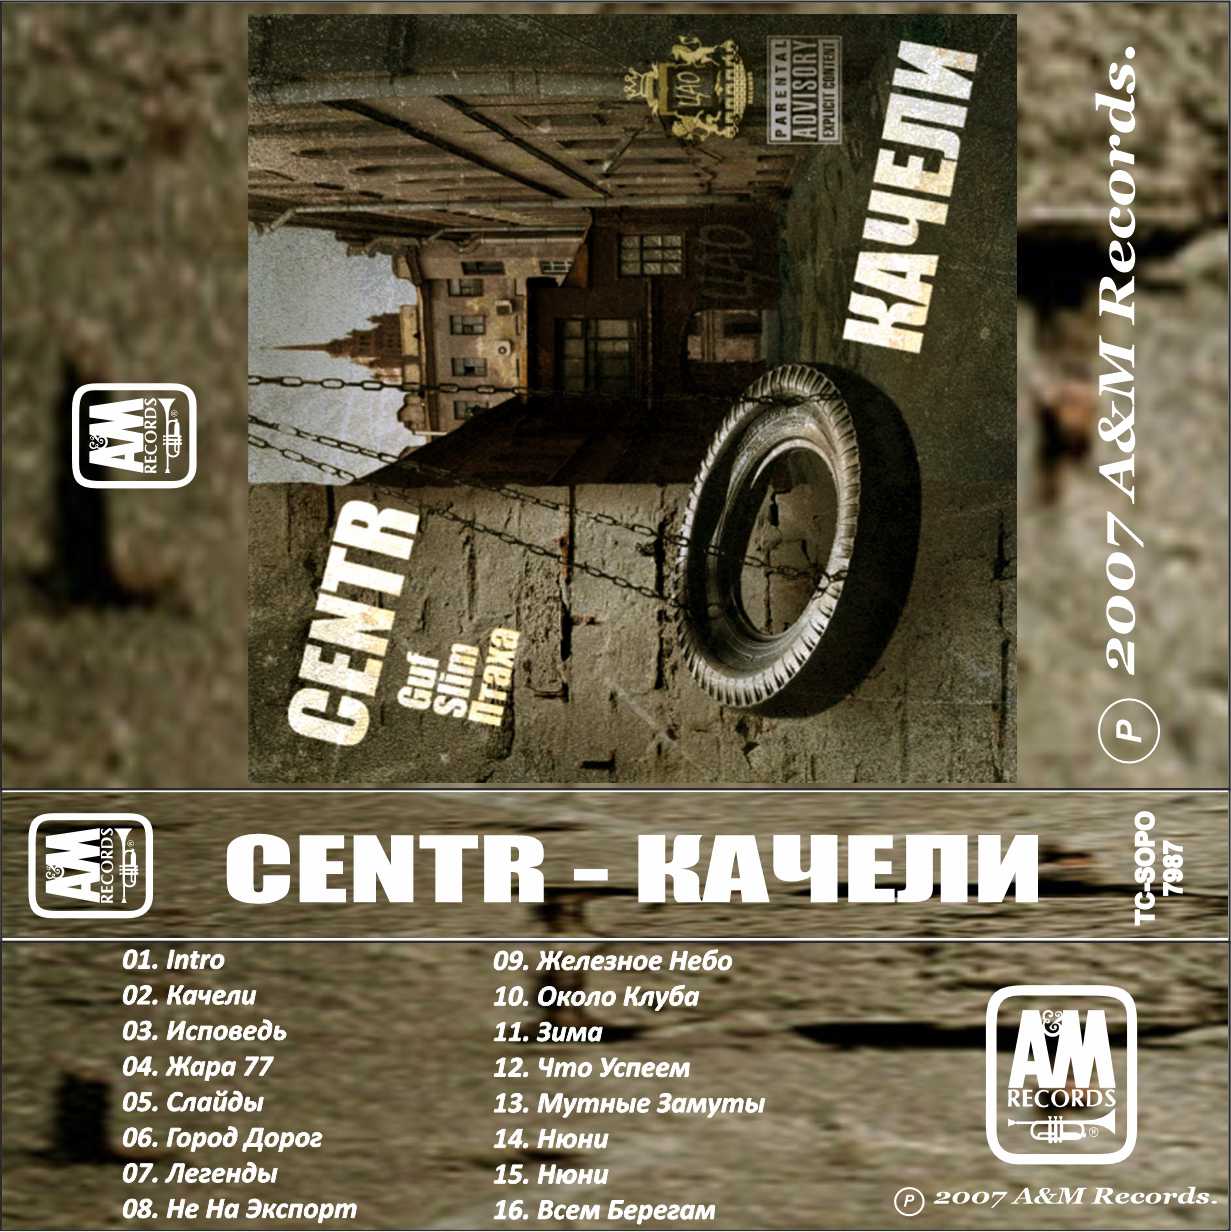 PARENTAL
ADVISORY
EXPLICIT CONTENT
ЦАО
RECORDS
ЦАО
КАЧЕЛИ
CENTR
Guf
Slim
птаха
A&M
RECORDS
®
P 2007 A&M Records.
A&M
RECORDS
®
CENTR - КАЧЕЛИ
TC-SOPO
7987
01. Intro
02. Качели
03. Исповедь
04. Жара 77
05. Слайды
06. Город Дорог
07. Легенды
08. Не На Экспорт
09. Железное Небо
10. Около Клуба
11. Зима
12. Что Успеем
13. Мутные Замуты
14. Нюни
15. Нюни
16. Всем Берегам
A&M
RECORDS
®
P 2007 A&M Records.